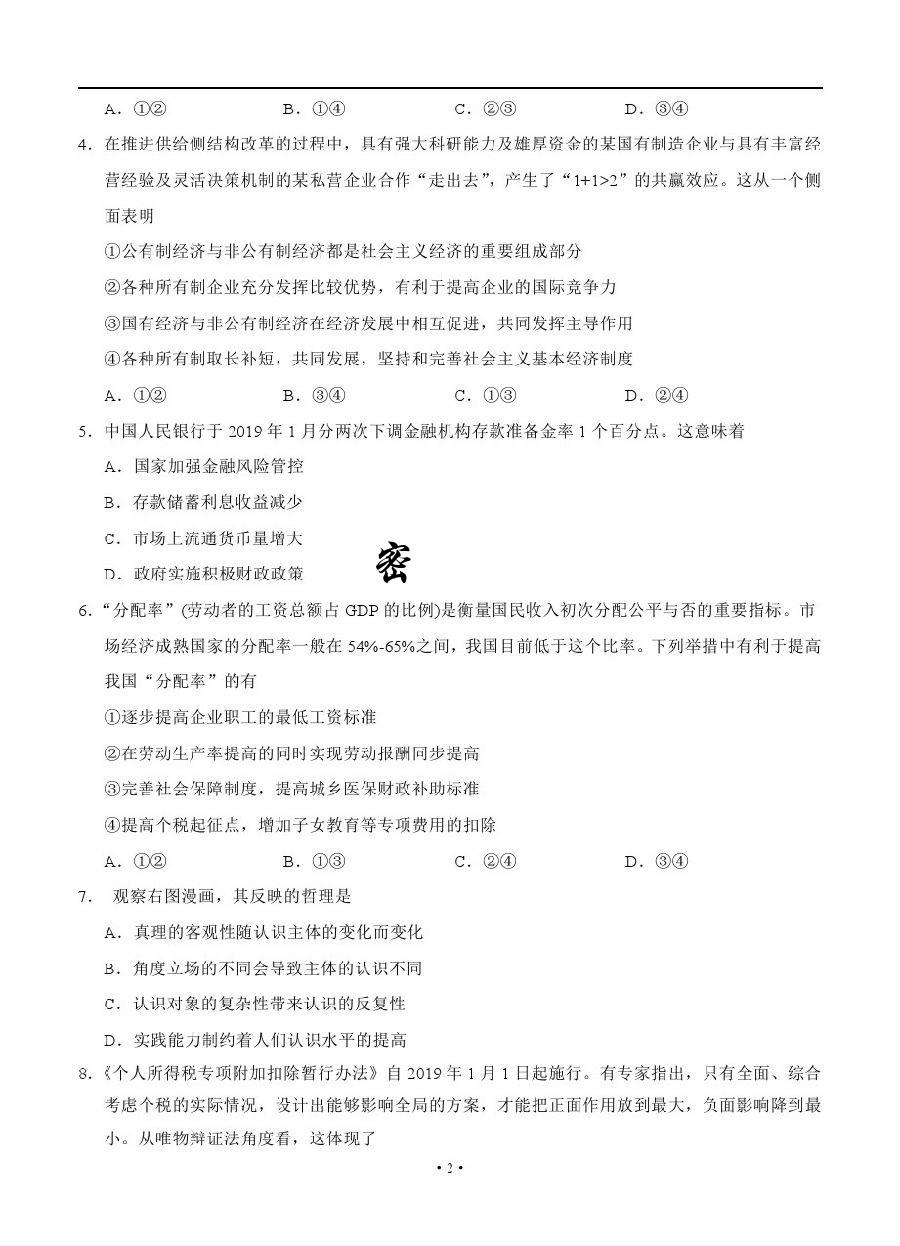 A．①② B．①④ C．②③ D．③④
4．在推进供给侧结构改革的过程中，具有强大科研能力及雄厚资金的某国有制造企业与具有丰富经
营经验及灵活决策机制的某私营企业合作“走出去”，产生了“1+1>2”的共赢效应。这从一个侧
面表明
①公有制经济与非公有制经济都是社会主义经济的重要组成部分
②各种所有制企业充分发挥比较优势，有利于提高企业的国际竞争力
③国有经济与非公有制经济在经济发展中相互促进，共同发挥主导作用
④各种所有制取长补短，共同发展，坚持和完善社会主义基本经济制度
A．①② B．③④ C．①③ D．②④
5．中国人民银行于 2019 年 1 月分两次下调金融机构存款准备金率 1 个百分点。这意味着
A．国家加强金融风险管控
B．存款储蓄利息收益减少
C．市场上流通货币量增大
密
D．政府实施积极财政政策
6．“分配率”(劳动者的工资总额占 GDP 的比例)是衡量国民收入初次分配公平与否的重要指标。市
场经济成熟国家的分配率一般在 54%-65%之间，我国目前低于这个比率。下列举措中有利于提高
我国“分配率”的有
①逐步提高企业职工的最低工资标准
②在劳动生产率提高的同时实现劳动报酬同步提高
③完善社会保障制度，提高城乡医保财政补助标准
④提高个税起征点，增加子女教育等专项费用的扣除
A．①② B．①③ C．②④ D．③④
7． 观察右图漫画，其反映的哲理是
A．真理的客观性随认识主体的变化而变化
B．角度立场的不同会导致主体的认识不同
C．认识对象的复杂性带来认识的反复性
D．实践能力制约着人们认识水平的提高
8．《个人所得税专项附加扣除暂行办法》自 2019 年 1 月 1 日起施行。有专家指出，只有全面、综合
考虑个税的实际情况，设计出能够影响全局的方案，才能把正面作用放到最大，负面影响降到最
小。从唯物辩证法角度看，这体现了
• 2 •